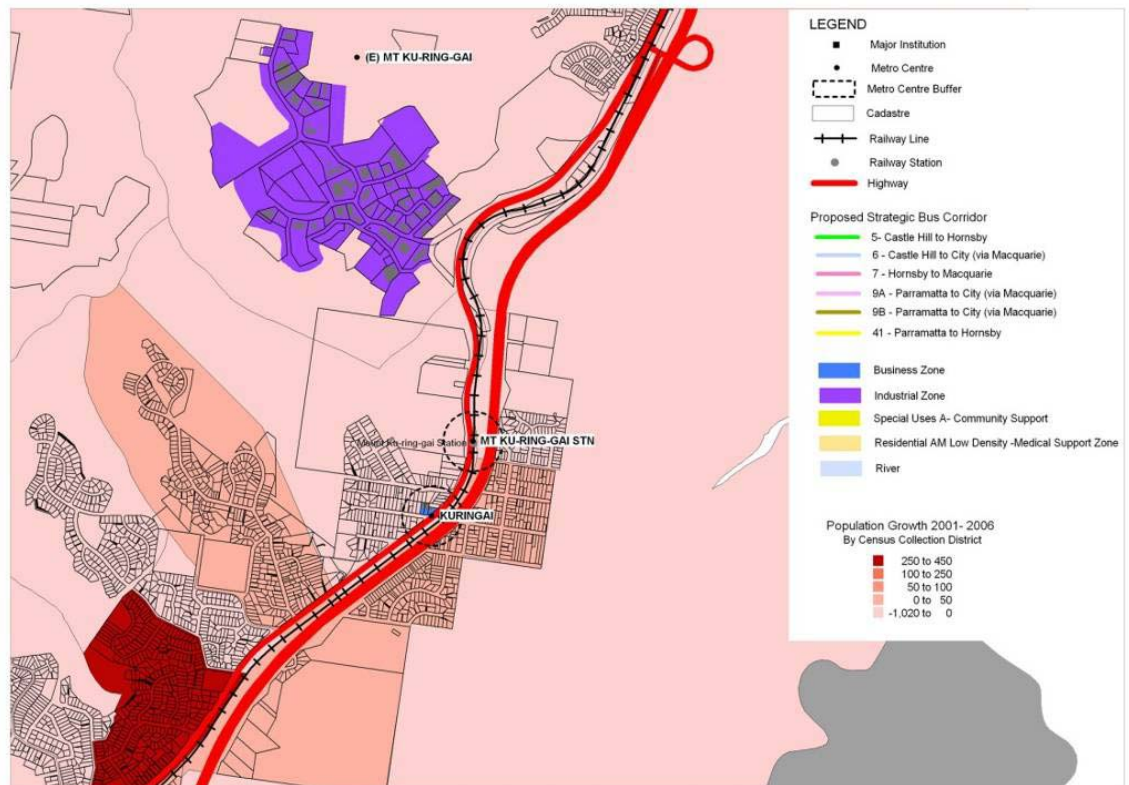 (E) MT KU-RING-GAI
Mount Ku-ring-gai Station
MT KU-RING-GAI STN
KURINGAI
LEGEND
Major Institution
Metro Centre
Metro Centre Buffer
Cadastre
Railway Line
Railway Station
Highway
Proposed Strategic Bus Corridor
5- Castle Hill to Hornsby
6 - Castle Hill to City (via Macquarie)
7 - Hornsby to Macquarie
9A - Parramatta to City (via Macquarie)
9B - Parramatta to City (via Macquarie)
41 - Parramatta to Hornsby
Business Zone
Industrial Zone
Special Uses A- Community Support
Residential AM Low Density -Medical Support Zone
River
Population Growth 2001- 2006
By Census Collection District
250 to 450
100 to 250
50 to 100
0 to 50
-1,020 to 0